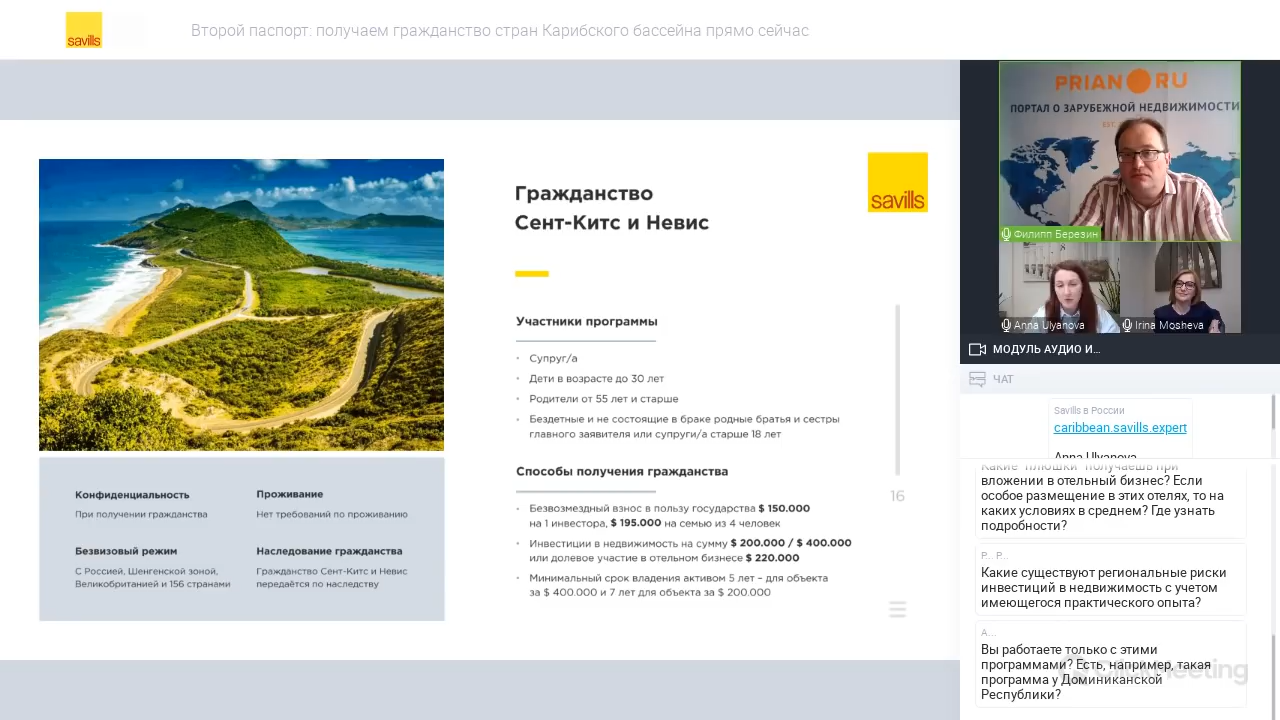 savills
Второй паспорт: получаем гражданство стран Карибского бассейна прямо сейчас
savills
Гражданство
Сент-Китс и Невис
Участники программы
• Супруг/а
• Дети в возрасте до 30 лет
• Родители от 55 лет и старше
• Бездетные и не состоящие в браке родные братья и сестры
главного заявителя или супруги/а старше 18 лет
Способы получения гражданства
• Безвозмездный взнос в пользу государства $ 150.000
на 1 инвестора, $ 195.000 на семью из 4 человек
• Инвестиции в недвижимость на сумму $ 200.000 / $ 400.000
или долевое участие в отельном бизнесе $ 220.000
• Минимальный срок владения активом 5 лет – для объекта
за $ 400.000 и 7 лет для объекта за $ 200.000
16
Конфиденциальность
При получении гражданства
Проживание
Нет требований по проживанию
Безвизовый режим
С Россией, Шенгенской зоной,
Великобританией и 156 странами
Наследование гражданства
Гражданство Сент-Китс и Невис
передаётся по наследству
PRIAN RU
ПОРТАЛ О ЗАРУБЕЖНОЙ НЕДВИЖИМОСТИ
EST.
Филипп Березин
Anna Ulyanova
Irina Mosheva
МОДУЛЬ АУДИО И...
ЧАТ
Savills в России
caribbean.savills.expert
Anna Ulyanova
Какие "плюшки" получаешь при
вложении в отельный бизнес? Если
особое размещение в этих отелях, то на
каких условиях в среднем? Где узнать
подробности?
P... P...
Какие существуют региональные риски
инвестиций в недвижимость с учетом
имеющегося практического опыта?
А...
Вы работаете только с этими
программами? Есть, например, такая
программа у Доминиканской
Республики?
ClickMeeting